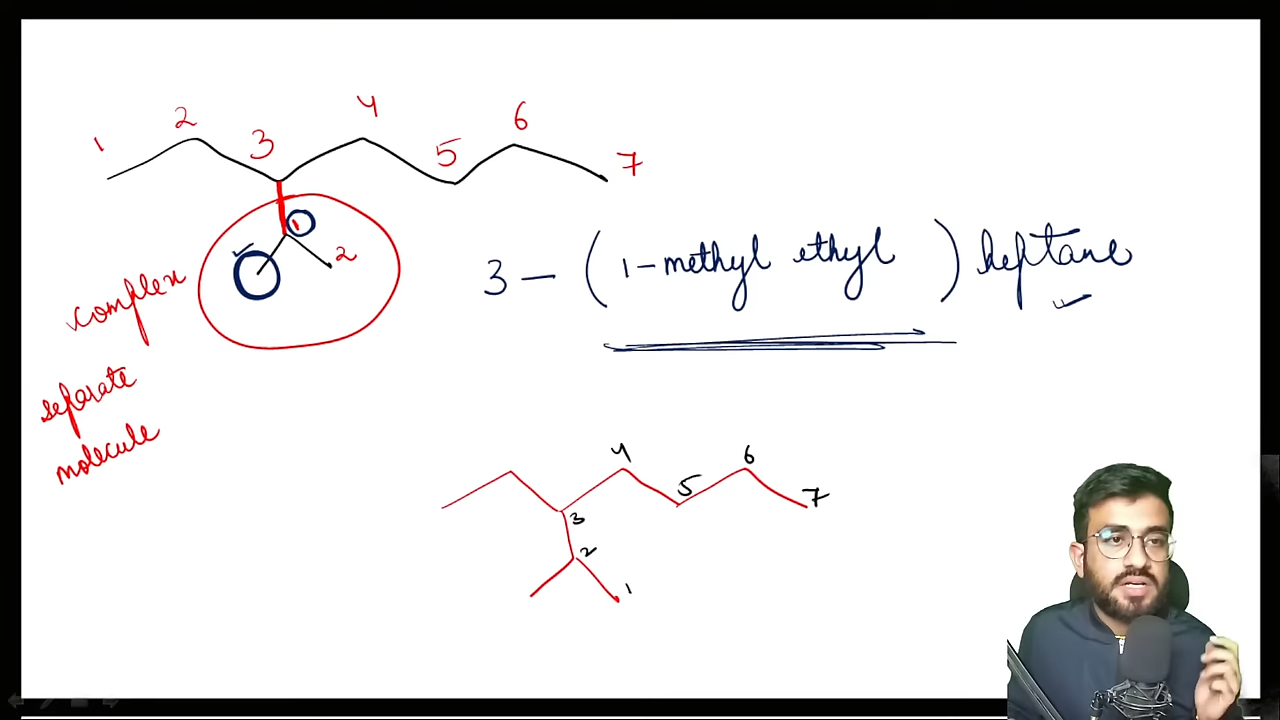 1 2 3 4 5 6 7
1 2
complex
separate
molecule
3 - (1-methyl ethyl) heptane
4 6
5 7
3
2
1